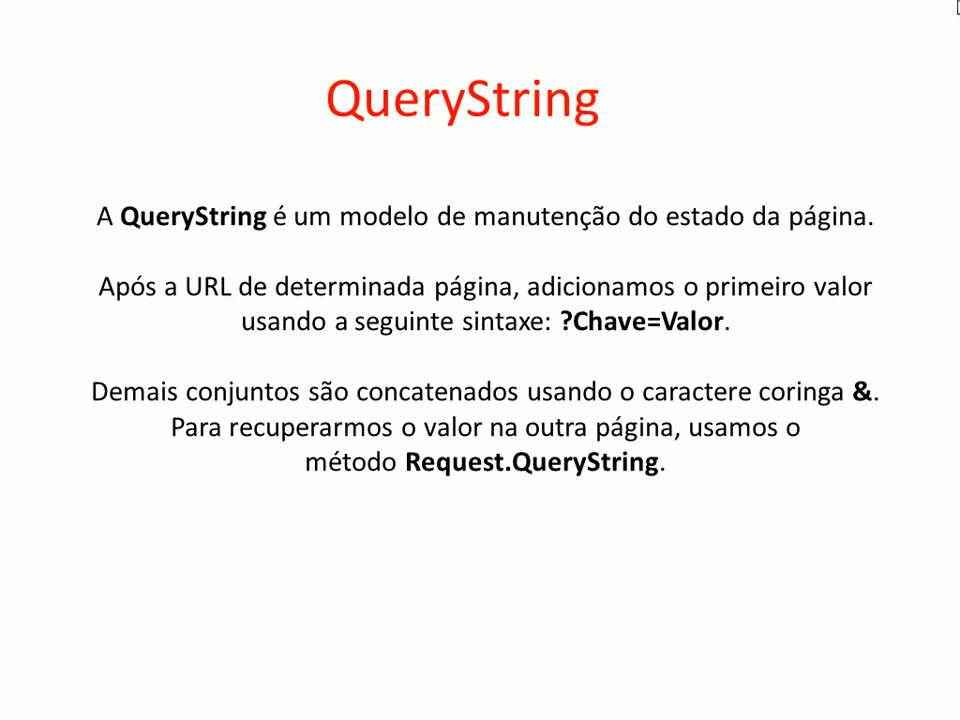 QueryString
A QueryString é um modelo de manutenção do estado da página.
Após a URL de determinada página, adicionamos o primeiro valor
usando a seguinte sintaxe: ?Chave=Valor.
Demais conjuntos são concatenados usando o caractere coringa &.
Para recuperarmos o valor na outra página, usamos o
método Request.QueryString.